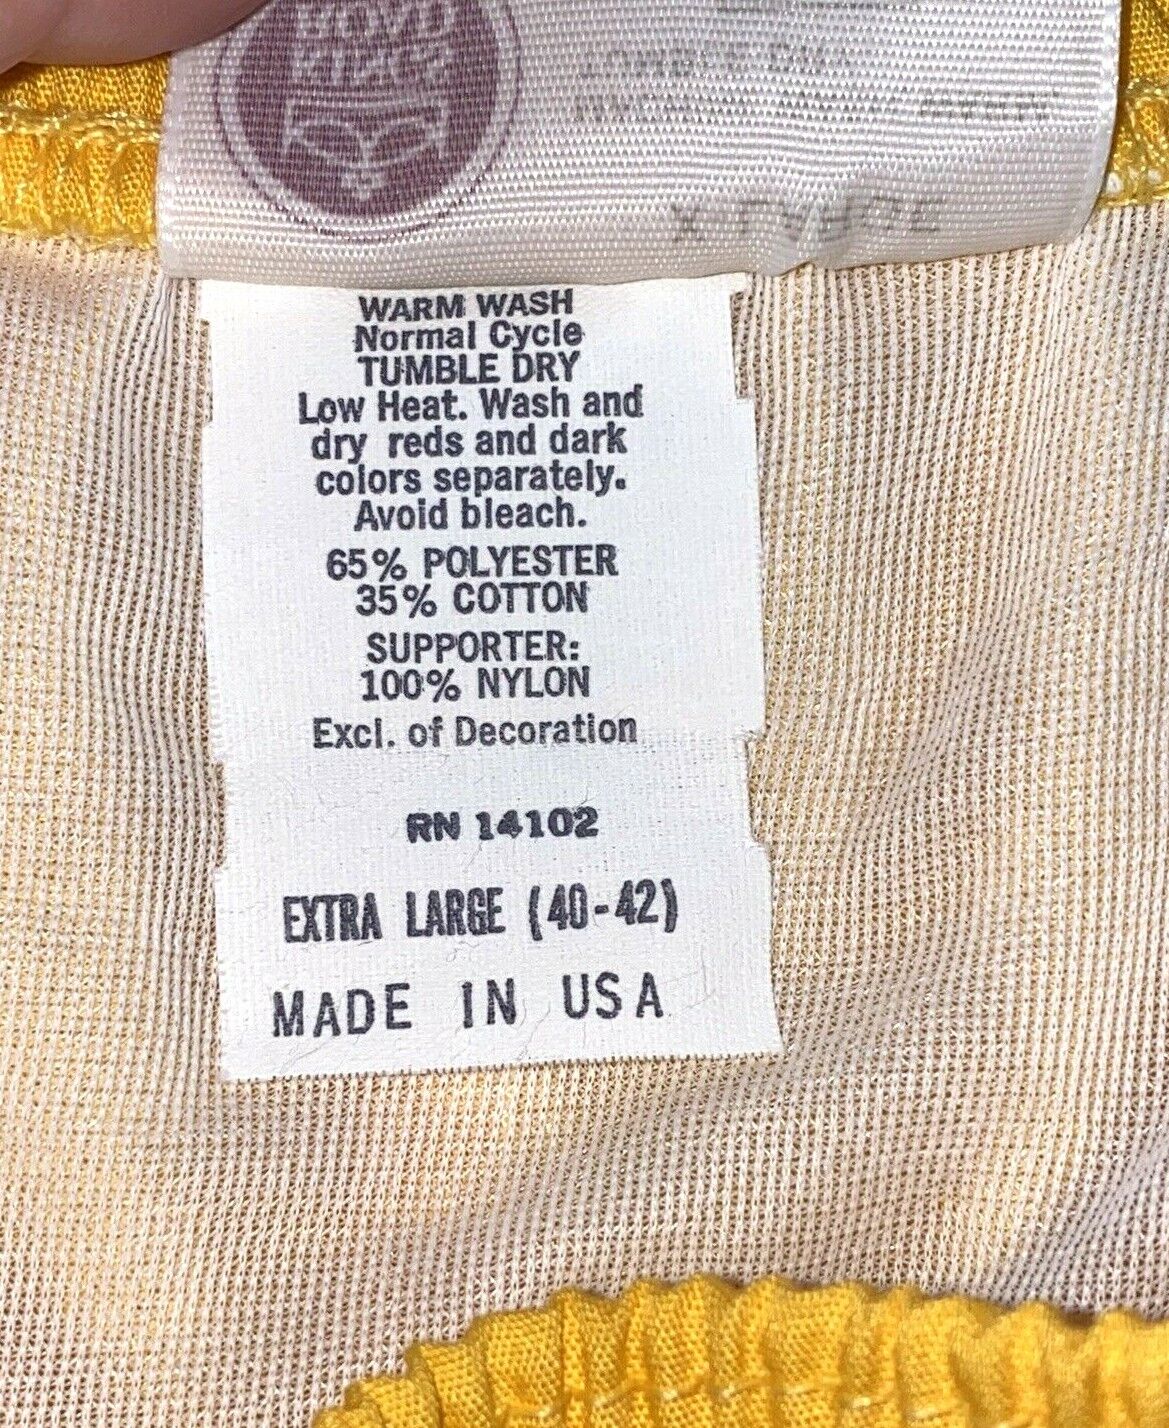 WARM WASH
Normal Cycle
TUMBLE DRY
Low Heat. Wash and
dry reds and dark
colors separately.
Avoid bleach.
65% POLYESTER
35% COTTON
SUPPORTER:
100% NYLON
Excl. of Decoration
RN 14102
EXTRA LARGE (40-42)
MADE IN USA